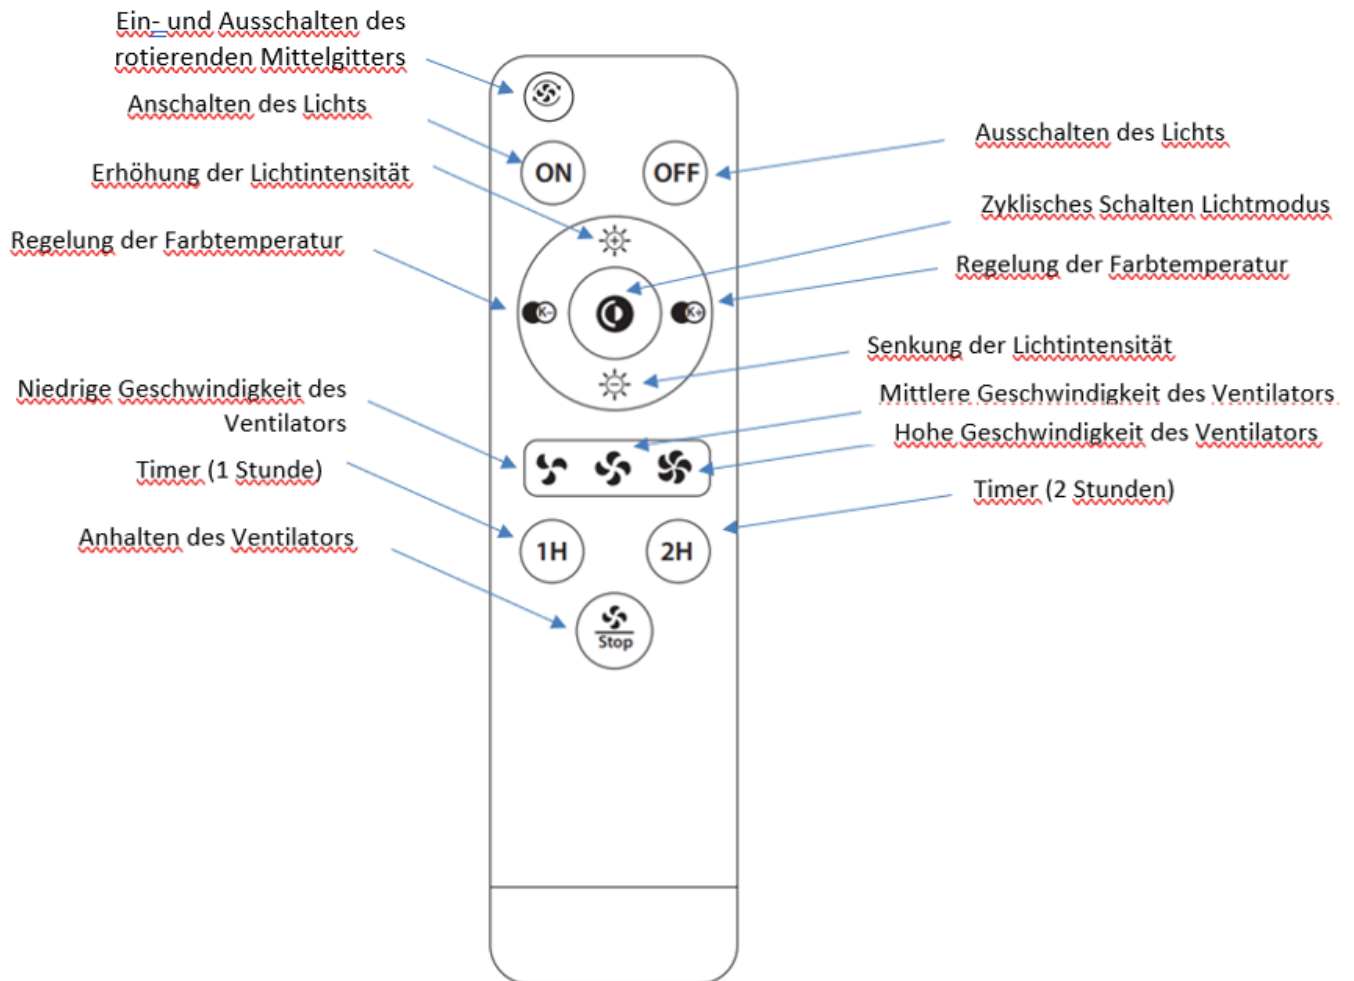 Ein- und Ausschalten des
rotierenden Mittelgitters
Anschalten des Lichts
Erhöhung der Lichtintensität
Regelung der Farbtemperatur
Niedrige Geschwindigkeit des
Ventilators
Timer (1 Stunde)
Anhalten des Ventilators
ON
OFF
K-
K+
1H
2H
Stop
Ausschalten des Lichts
Zyklisches Schalten Lichtmodus
Regelung der Farbtemperatur
Senkung der Lichtintensität
Mittlere Geschwindigkeit des Ventilators
Hohe Geschwindigkeit des Ventilators
Timer (2 Stunden)